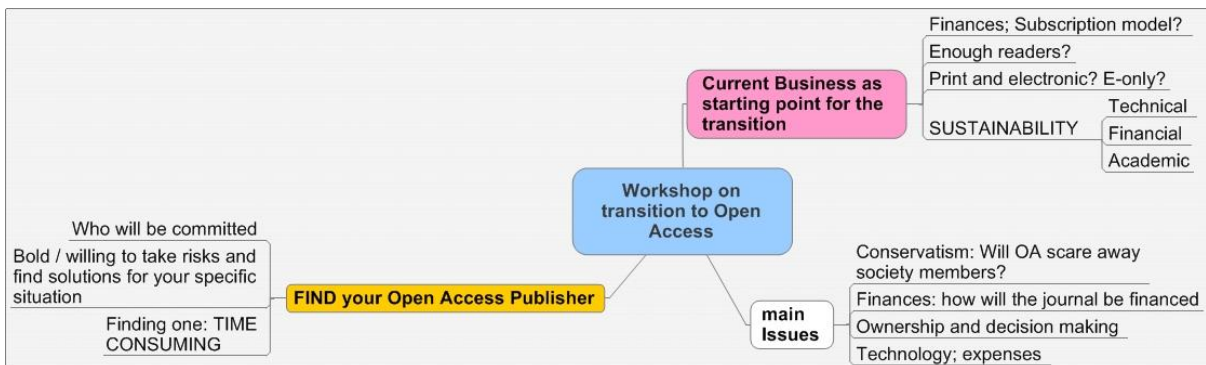 Finances; Subscription model?
Enough readers?
Print and electronic? E-only?
SUSTAINABILITY
Technical
Financial
Academic
Current Business as
starting point for the
transition
Workshop on
transition to Open
Access
Who will be committed
Bold / willing to take risks and
find solutions for your specific
situation
Finding one: TIME
CONSUMING
FIND your Open Access Publisher
main
Issues
Conservatism: Will OA scare away
society members?
Finances: how will the journal be financed
Ownership and decision making
Technology; expenses